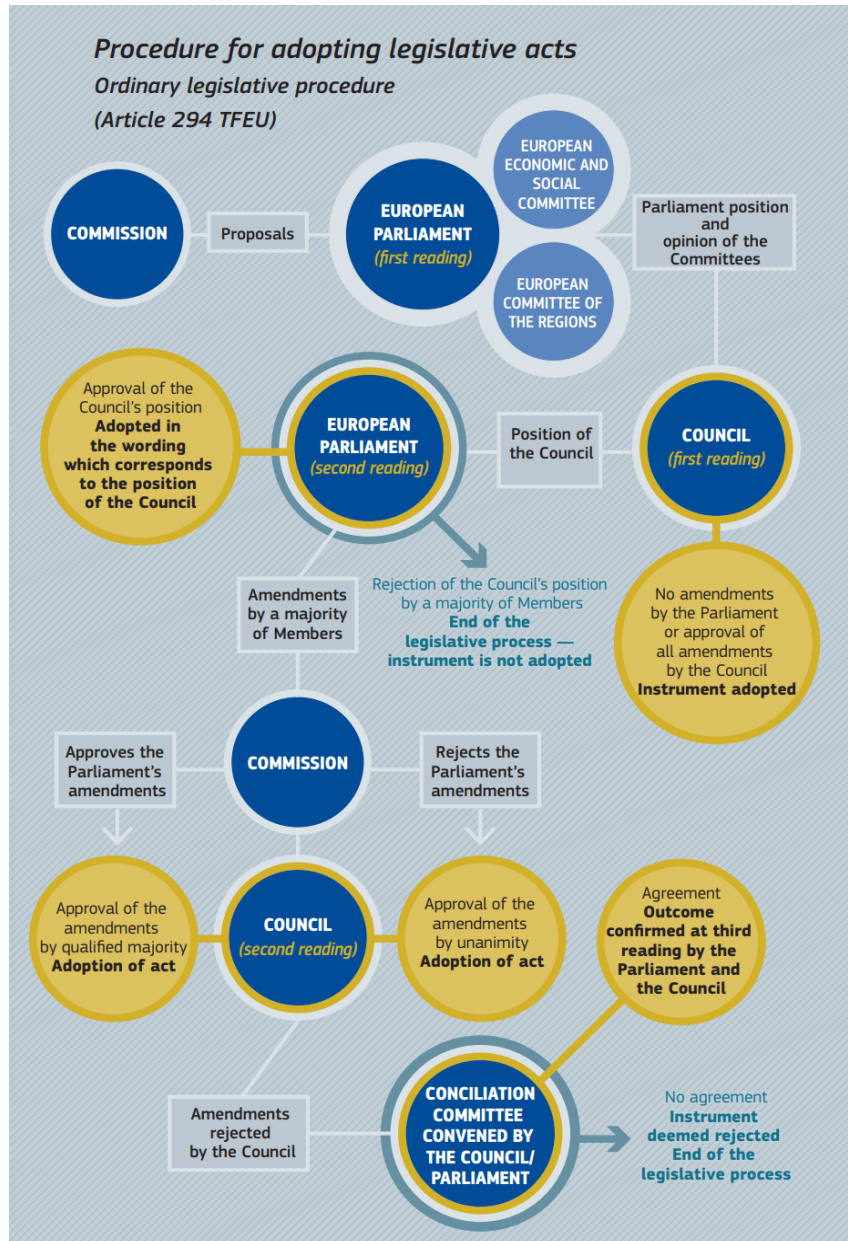 Procedure for adopting legislative acts
Ordinary legislative procedure
(Article 294 TFEU)
COMMISSION
Proposals
EUROPEAN
PARLIAMENT
(first reading)
EUROPEAN
ECONOMIC AND
SOCIAL
COMMITTEE
EUROPEAN
COMMITTEE OF
THE REGIONS
Parliament position
and
opinion of the
Committees
COUNCIL
(first reading)
Position of
the Council
EUROPEAN
PARLIAMENT
(second reading)
Approval of the
Council’s position
Adopted in
the wording
which corresponds
to the position
of the Council
No amendments
by the Parliament
or approval of
all amendments
by the Council
Instrument adopted
Rejection of the Council’s position
by a majority of Members
End of the
legislative process —
instrument is not adopted
Amendments
by a majority
of Members
COMMISSION
Approves the
Parliament’s
amendments
Rejects the
Parliament’s
amendments
Approval of the
amendments
by qualified majority
Adoption of act
COUNCIL
(second reading)
Approval of the
amendments
by unanimity
Adoption of act
Agreement
Outcome
confirmed at third
reading by the
Parliament and
the Council
Amendments
rejected
by the Council
CONCILIATION
COMMITTEE
CONVENED BY
THE COUNCIL/
PARLIAMENT
No agreement
Instrument
deemed rejected
End of the
legislative process